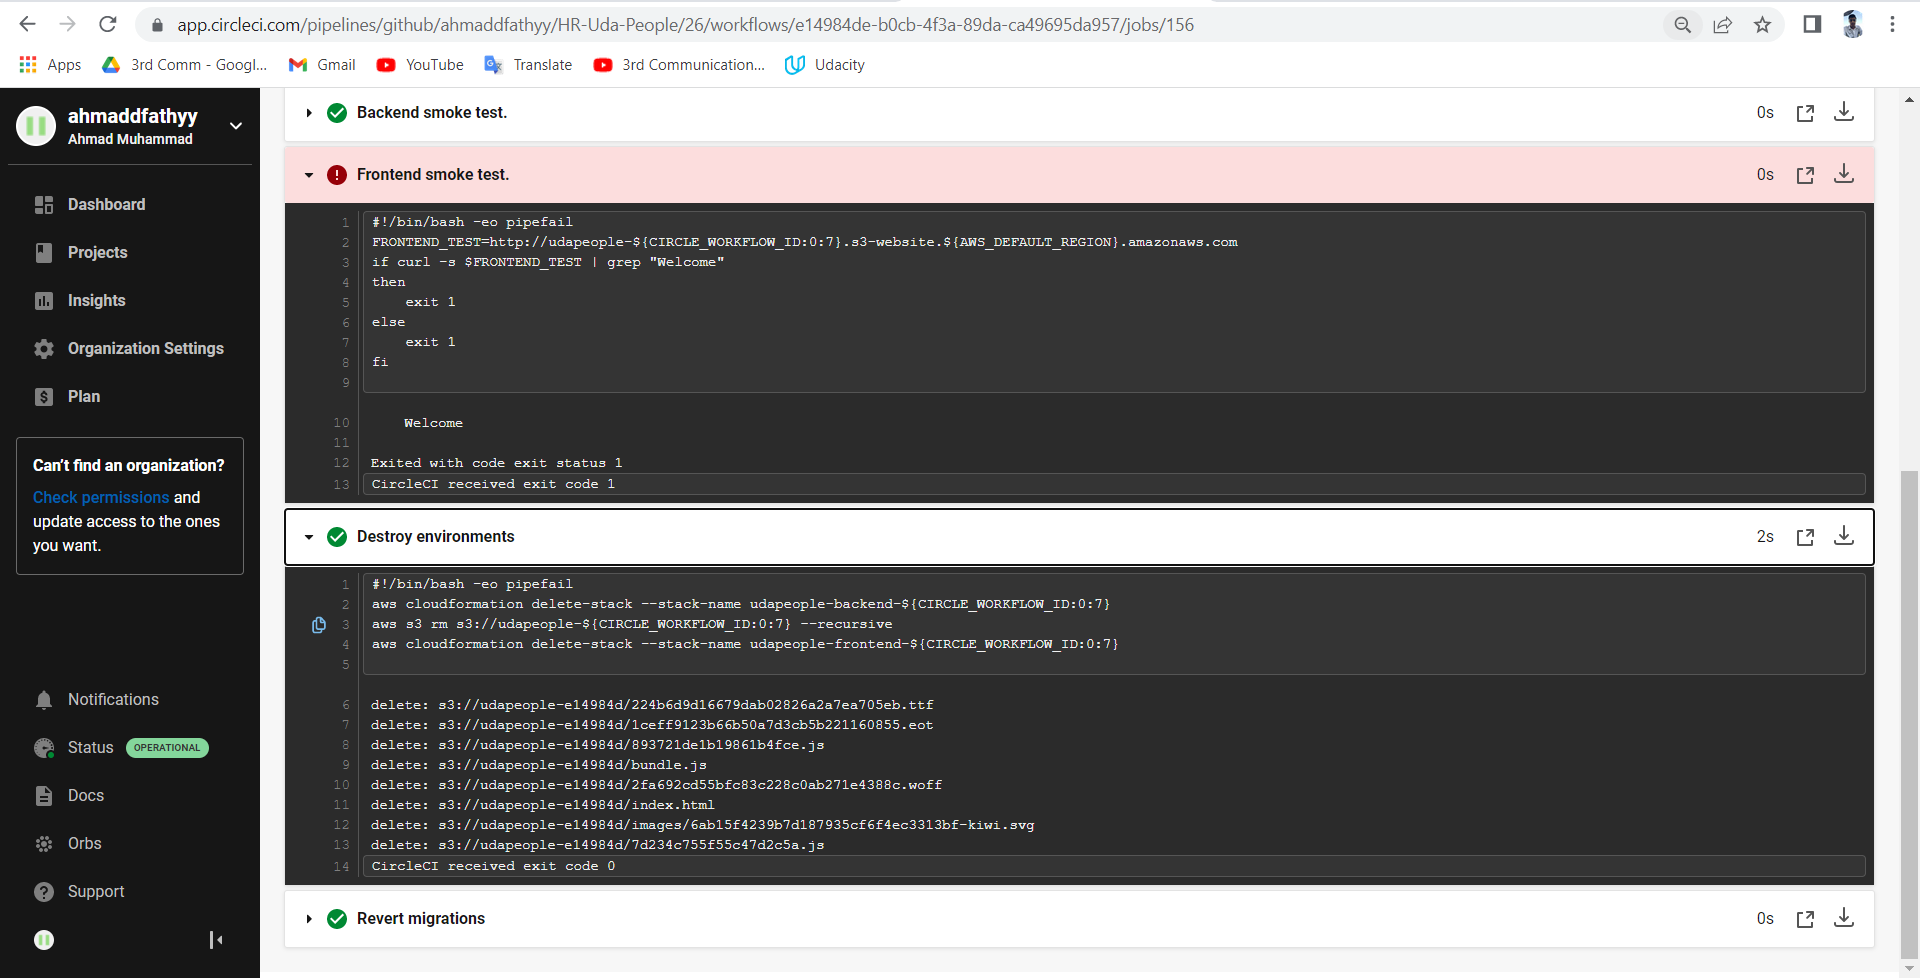 app.circleci.com/pipelines/github/ahmaddfathyy/HR-Uda-People/26/workflows/e14984de-b0cb-4f3a-89da-ca49695da957/jobs/156
Apps
3rd Comm - Googl...
Gmail
YouTube
Translate
3rd Communication...
Udacity
ahmaddfathyy
Ahmad Muhammad
Dashboard
Projects
Insights
Organization Settings
Plan
Can't find an organization?
Check permissions and
update access to the ones
you want.
Notifications
Status OPERATIONAL
Docs
Orbs
Support
Backend smoke test. 0s
Frontend smoke test. 0s
1 #!/bin/bash -eo pipefail
2 FRONTEND_TEST=http://udapeople-${CIRCLE_WORKFLOW_ID:0:7}.s3-website.${AWS_DEFAULT_REGION}.amazonaws.com
3 if curl -s $FRONTEND_TEST | grep "Welcome"
4 then
5     exit 1
6 else
7     exit 1
8 fi
9
10     Welcome
11
12 Exited with code exit status 1
13 CircleCI received exit code 1
Destroy environments 2s
1 #!/bin/bash -eo pipefail
2 aws cloudformation delete-stack --stack-name udapeople-backend-${CIRCLE_WORKFLOW_ID:0:7}
3 aws s3 rm s3://udapeople-${CIRCLE_WORKFLOW_ID:0:7} --recursive
4 aws cloudformation delete-stack --stack-name udapeople-frontend-${CIRCLE_WORKFLOW_ID:0:7}
5
6 delete: s3://udapeople-e14984d/224b6d9d16679dab02826a2a7ea705eb.ttf
7 delete: s3://udapeople-e14984d/1ceff9123b66b50a7d3cb5b221160855.eot
8 delete: s3://udapeople-e14984d/893721de1b19861b4fce.js
9 delete: s3://udapeople-e14984d/bundle.js
10 delete: s3://udapeople-e14984d/2fa692cd55bfc83c228c0ab271e4388c.woff
11 delete: s3://udapeople-e14984d/index.html
12 delete: s3://udapeople-e14984d/images/6ab15f4239b7d187935cf6f4ec3313bf-kiwi.svg
13 delete: s3://udapeople-e14984d/7d234c755f55c47d2c5a.js
14 CircleCI received exit code 0
Revert migrations 0s